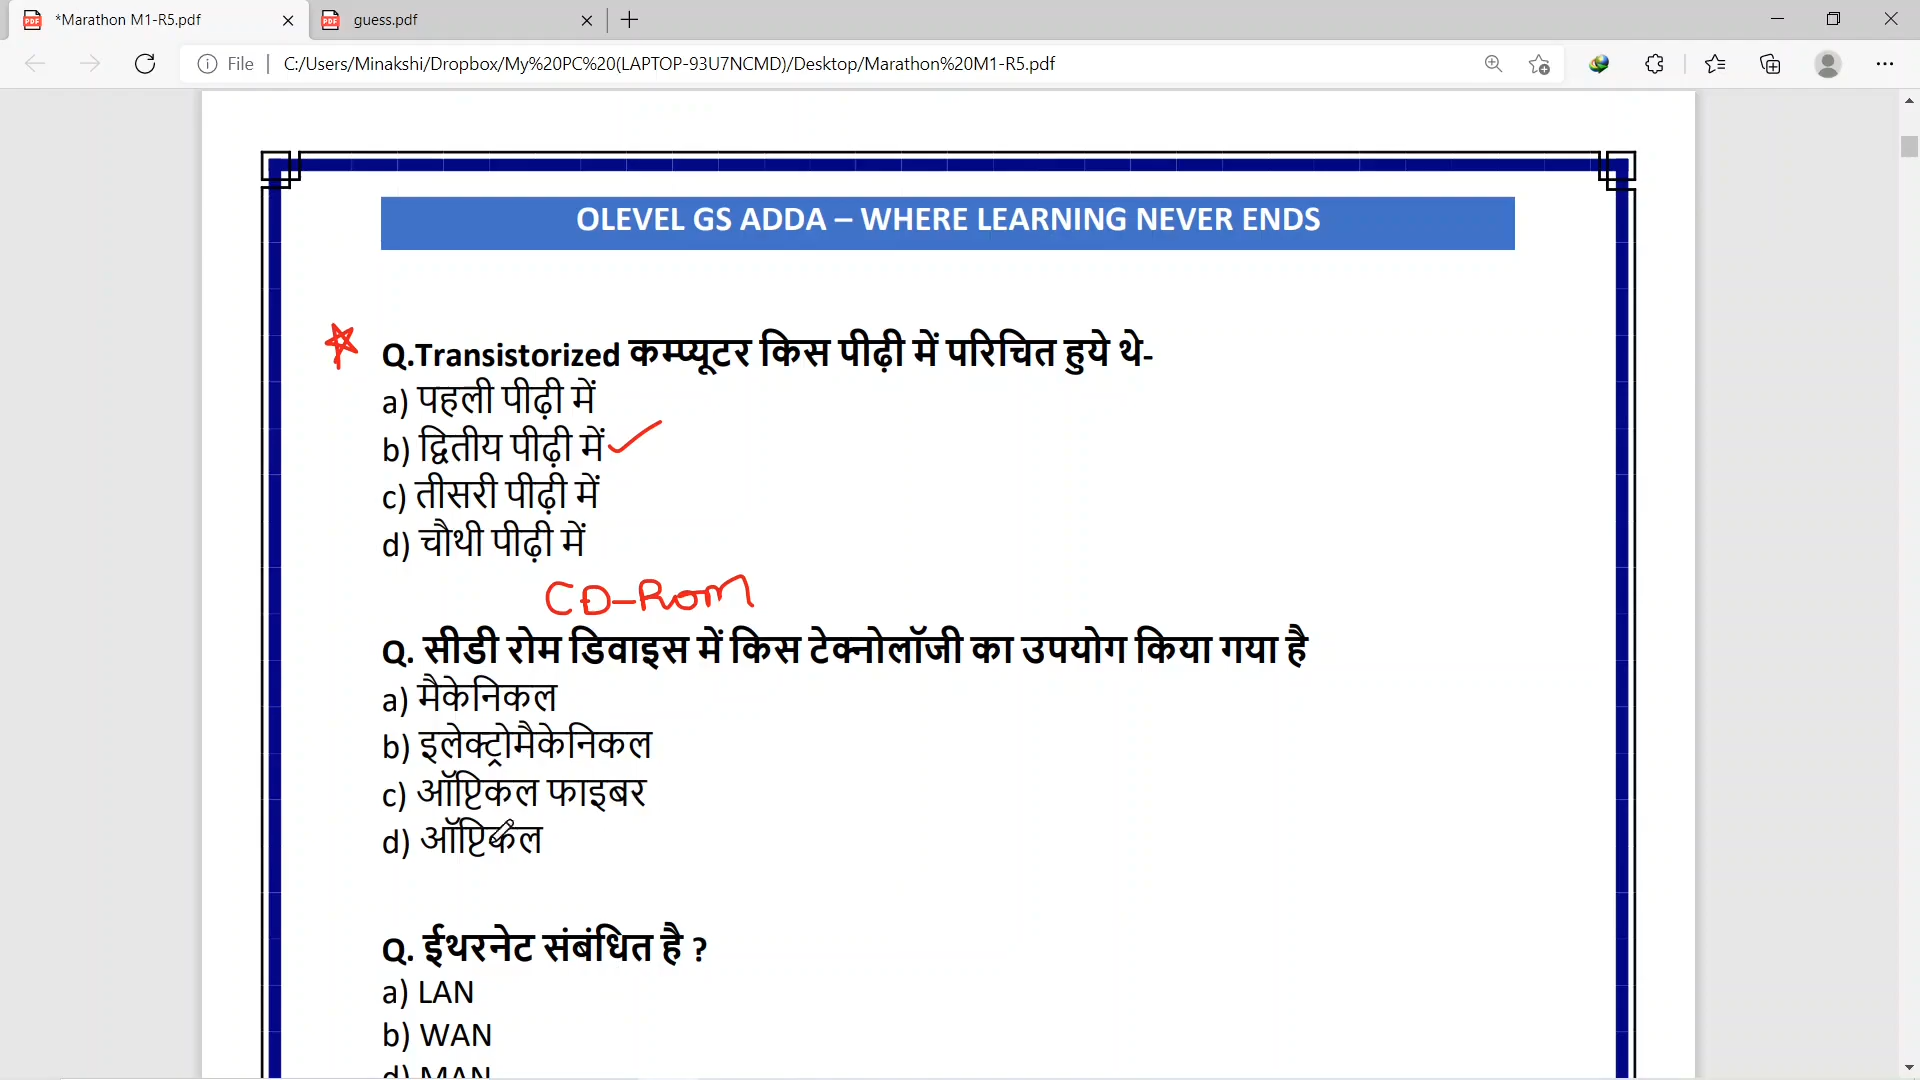 *Marathon M1-R5.pdf
guess.pdf
File
C:/Users/Minakshi/Dropbox/My%20PC%20(LAPTOP-93U7NCMD)/Desktop/Marathon%20M1-R5.pdf
OLEVEL GS ADDA – WHERE LEARNING NEVER ENDS
Q.Transistorized कम्प्यूटर किस पीढ़ी में परिचित हुये थे-
a) पहली पीढ़ी में
b) द्वितीय पीढ़ी में
c) तीसरी पीढ़ी में
d) चौथी पीढ़ी में
CD-Rom
Q. सीडी रोम डिवाइस में किस टेक्नोलॉजी का उपयोग किया गया है
a) मैकेनिकल
b) इलेक्ट्रोमैकेनिकल
c) ऑप्टिकल फाइबर
d) ऑप्टिकल
Q. ईथरनेट संबंधित है ?
a) LAN
b) WAN
d) MAN